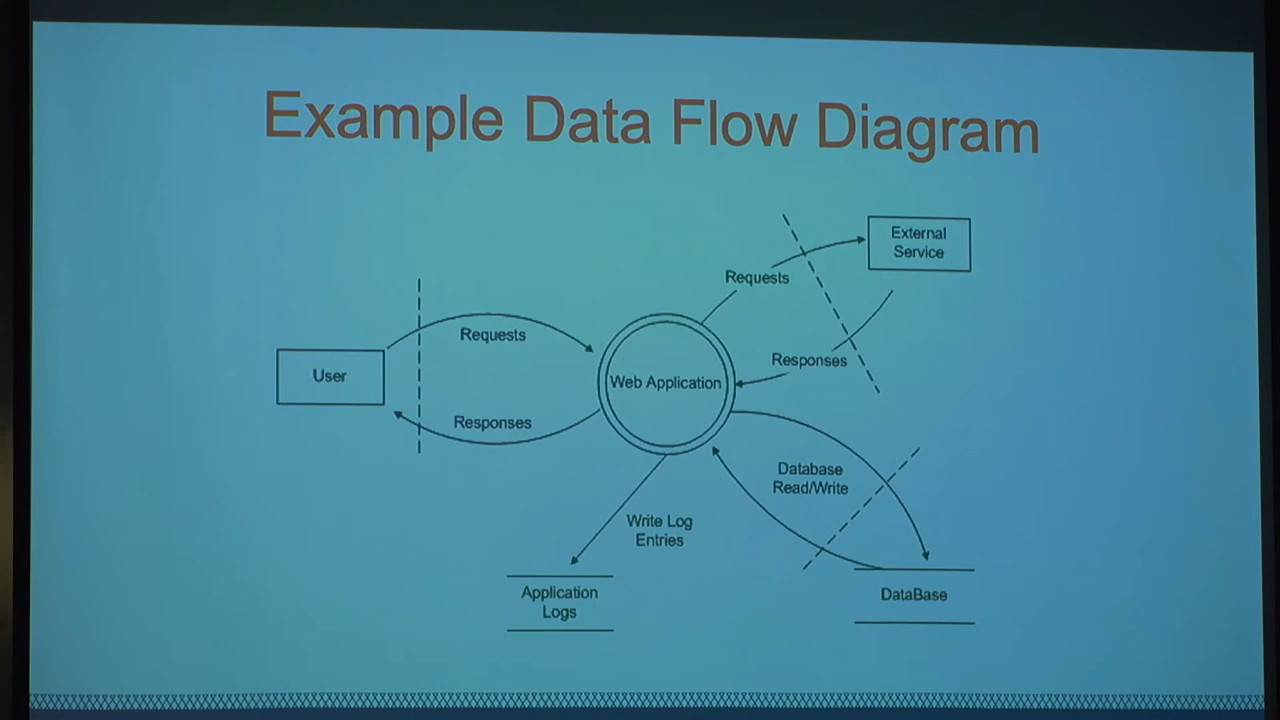 Example Data Flow Diagram
External
Service
Requests
Requests
Responses
User
Web Application
Responses
Database
Read/Write
Write Log
Entries
Application
Logs
DataBase